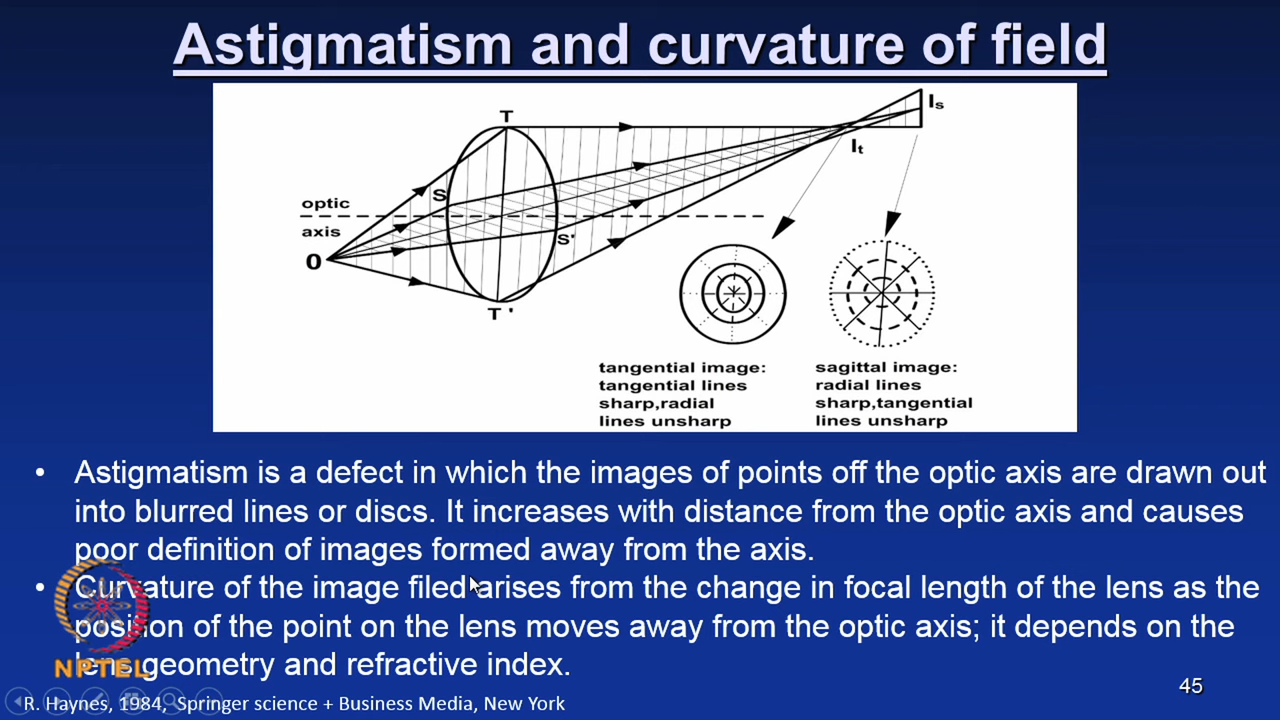 Astigmatism and curvature of field
T
Is
It
S
optic
axis
S'
O
T'
tangential image:
tangential lines
sharp,radial
lines unsharp
sagittal image:
radial lines
sharp,tangential
lines unsharp
• Astigmatism is a defect in which the images of points off the optic axis are drawn out
into blurred lines or discs. It increases with distance from the optic axis and causes
poor definition of images formed away from the axis.
• Curvature of the image filed arises from the change in focal length of the lens as the
position of the point on the lens moves away from the optic axis; it depends on the
lens geometry and refractive index.
NPTEL
45
R. Haynes, 1984, Springer science + Business Media, New York